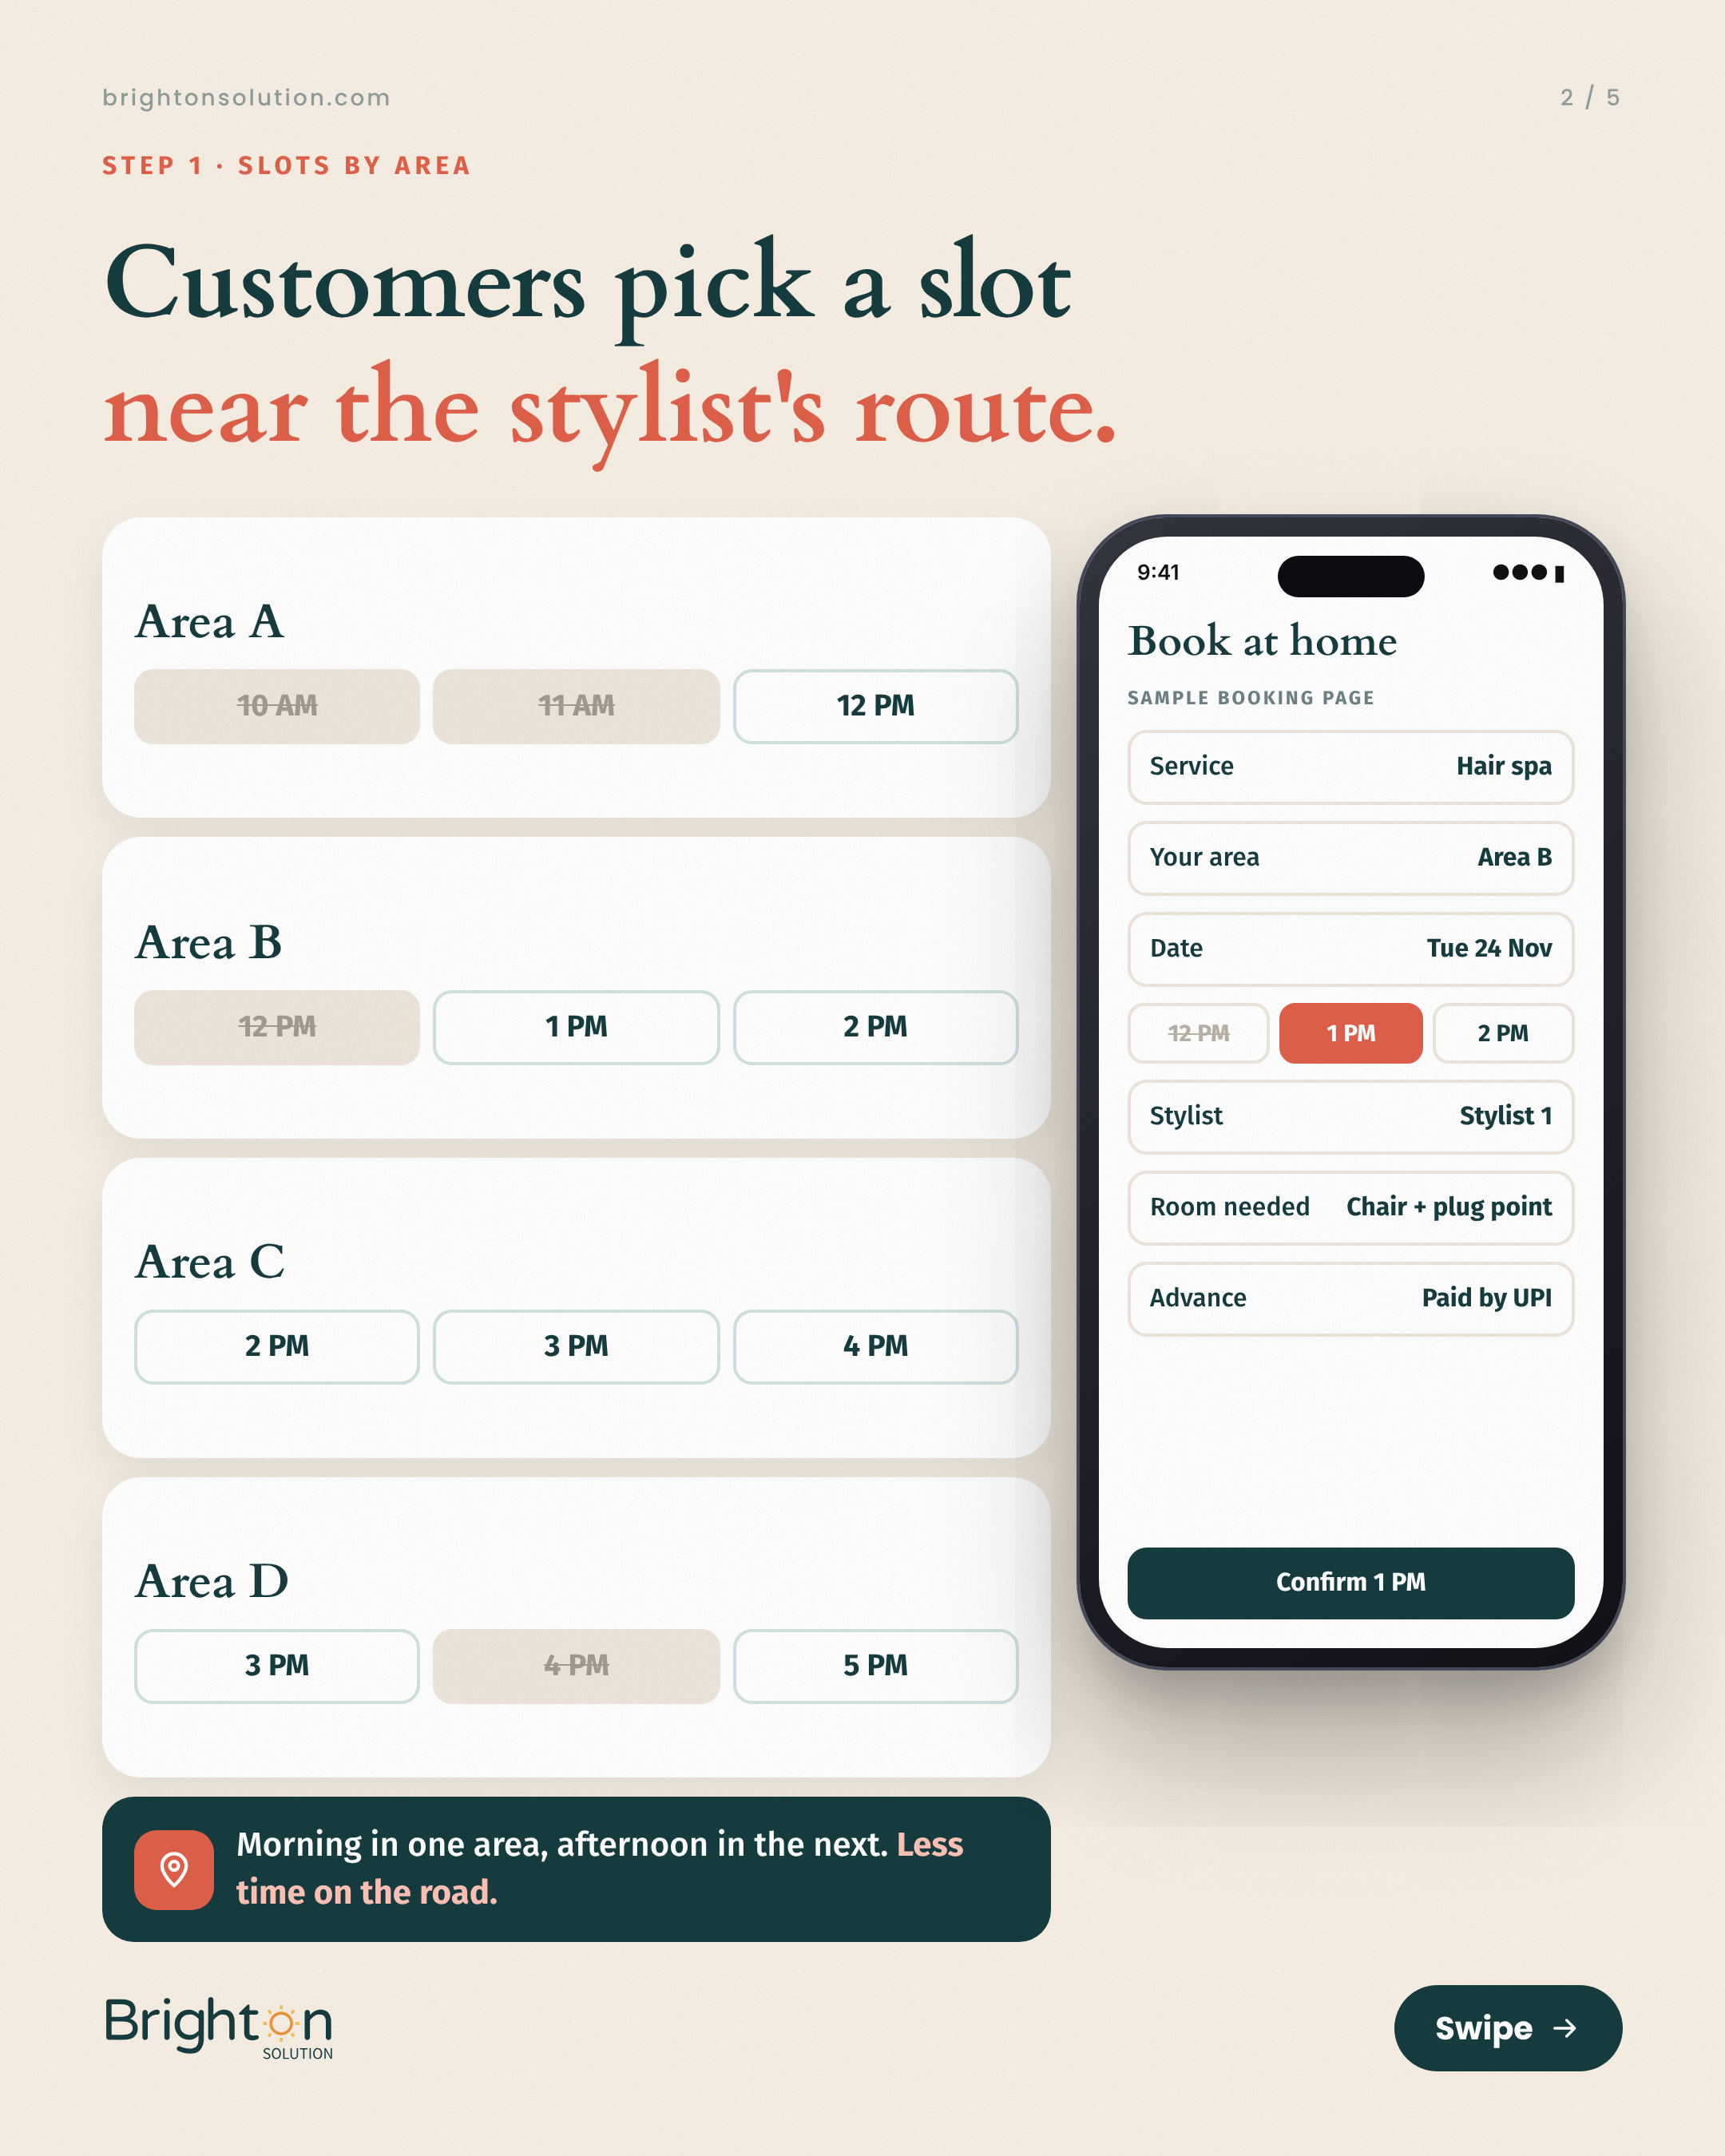 brightonsolution.com
2 / 5
STEP 1 · SLOTS BY AREA
Customers pick a slot
near the stylist's route.
Area A
10 AM
11 AM
12 PM
Area B
12 PM
1 PM
2 PM
Area C
2 PM
3 PM
4 PM
Area D
3 PM
4 PM
5 PM
Morning in one area, afternoon in the next. Less
time on the road.
9:41
Book at home
SAMPLE BOOKING PAGE
Service Hair spa
Your area Area B
Date Tue 24 Nov
12 PM 1 PM 2 PM
Stylist Stylist 1
Room needed Chair + plug point
Advance Paid by UPI
Confirm 1 PM
Brighton
SOLUTION
Swipe →